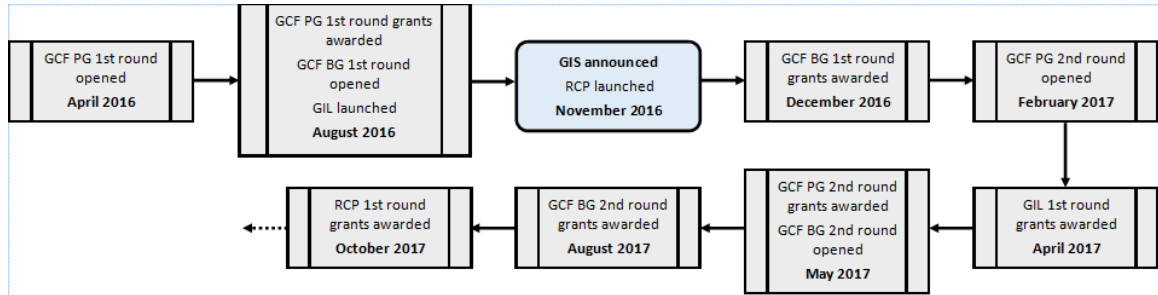 GCF PG 1st round
opened
April 2016
GCF PG 1st round grants
awarded
GCF BG 1st round
opened
GIL launched
August 2016
GIS announced
RCP launched
November 2016
GCF BG 1st round
grants awarded
December 2016
GCF PG 2nd round
opened
February 2017
GIL 1st round
grants awarded
April 2017
GCF PG 2nd round
grants awarded
GCF BG 2nd round
opened
May 2017
GCF BG 2nd round
grants awarded
August 2017
RCP 1st round
grants awarded
October 2017